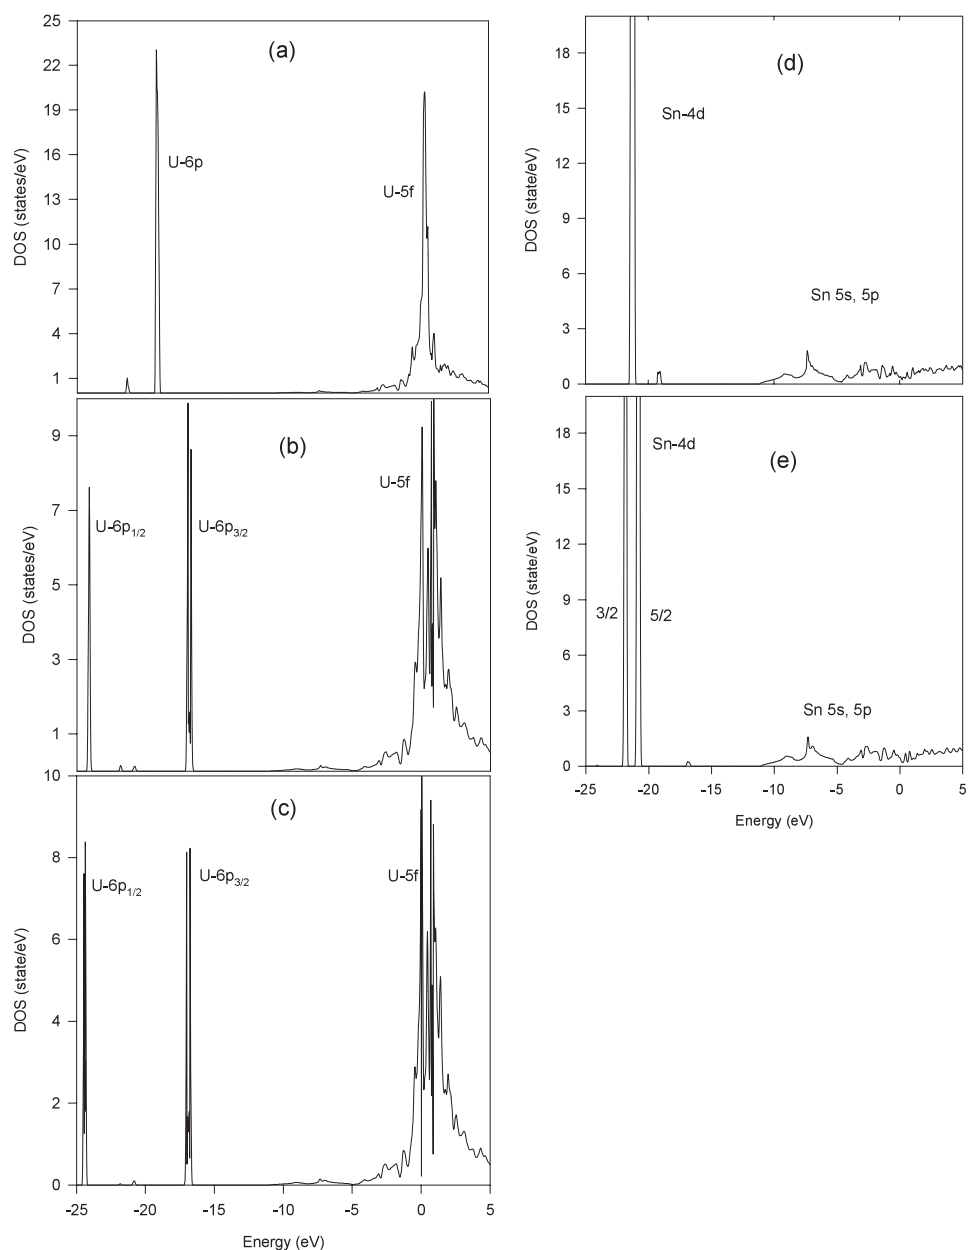 (a)
25
23
21
19
17
15
13
10
7
4
1
DOS (states/eV)
U-6p
U-5f
(b)
9
7
5
3
1
DOS (states/eV)
U-6p1/2
U-6p3/2
U-5f
(c)
10
8
6
4
2
0
DOS (state/eV)
U-6p1/2
U-6p3/2
U-5f
-25 -20 -15 -10 -5 0 5
Energy (eV)
(d)
18
15
12
9
6
3
0
DOS (state/eV)
Sn-4d
Sn 5s, 5p
(e)
18
15
12
9
6
3
0
DOS (state/eV)
Sn-4d
3/2
5/2
Sn 5s, 5p
-25 -20 -15 -10 -5 0 5
Energy (eV)